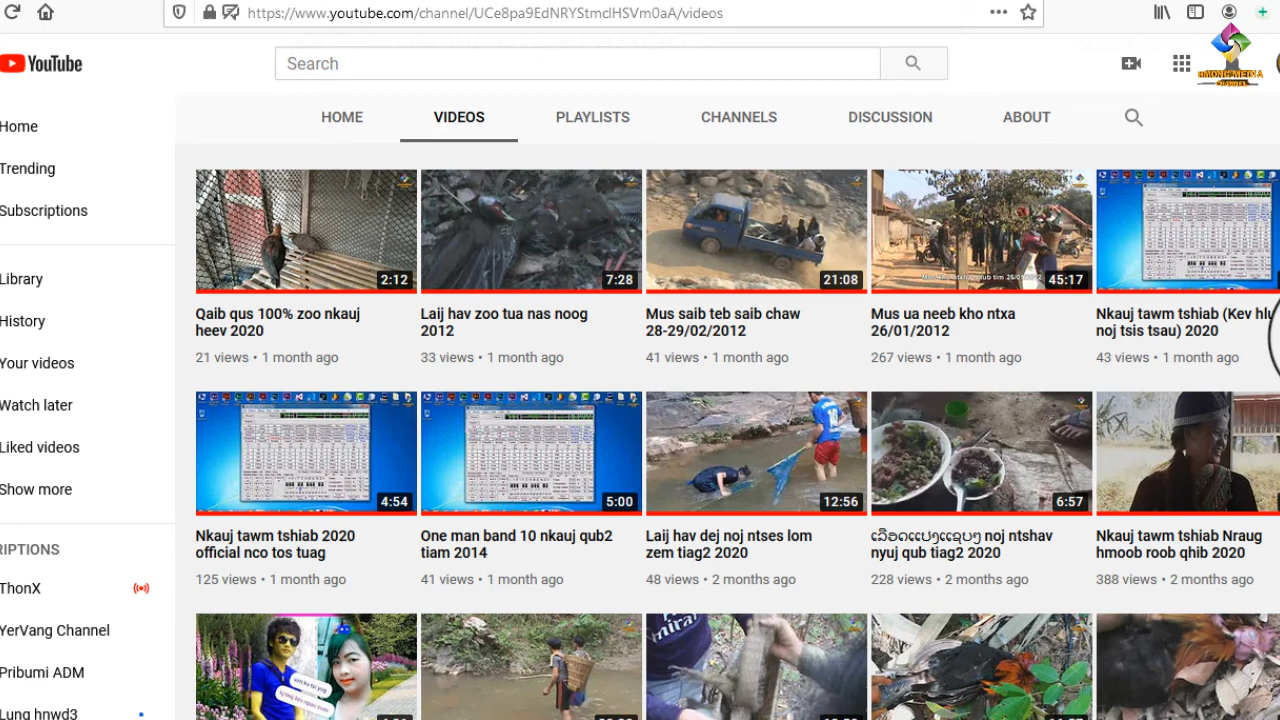 https://www.youtube.com/channel/UCe8pa9EdNRYStmclHSVm0aA/videos
YouTube
Search
HMONG MEDIA
CHANNEL
HOME
VIDEOS
PLAYLISTS
CHANNELS
DISCUSSION
ABOUT
Home
Trending
Subscriptions
Library
History
Your videos
Watch later
Liked videos
Show more
RIPTIONS
ThonX
YerVang Channel
Pribumi ADM
Lung hnwd3
2:12
7:28
21:08
45:17
Qaib qus 100% zoo nkauj
heev 2020
21 views • 1 month ago
Laij hav zoo tua nas noog
2012
33 views • 1 month ago
Mus saib teb saib chaw
28-29/02/2012
41 views • 1 month ago
Mus ua neeb kho ntxa
26/01/2012
267 views • 1 month ago
Nkauj tawm tshiab (Kev hlu
noj tsis tsau) 2020
43 views • 1 month ago
4:54
5:00
12:56
6:57
Nkauj tawm tshiab 2020
official nco tos tuag
125 views • 1 month ago
One man band 10 nkauj qub2
tiam 2014
41 views • 1 month ago
Laij hav dej noj ntses lom
zem tiag2 2020
48 views • 2 months ago
noj ntshav
nyuj qub tiag2 2020
228 views • 2 months ago
Nkauj tawm tshiab Nraug
hmoob roob qhib 2020
388 views • 2 months ago